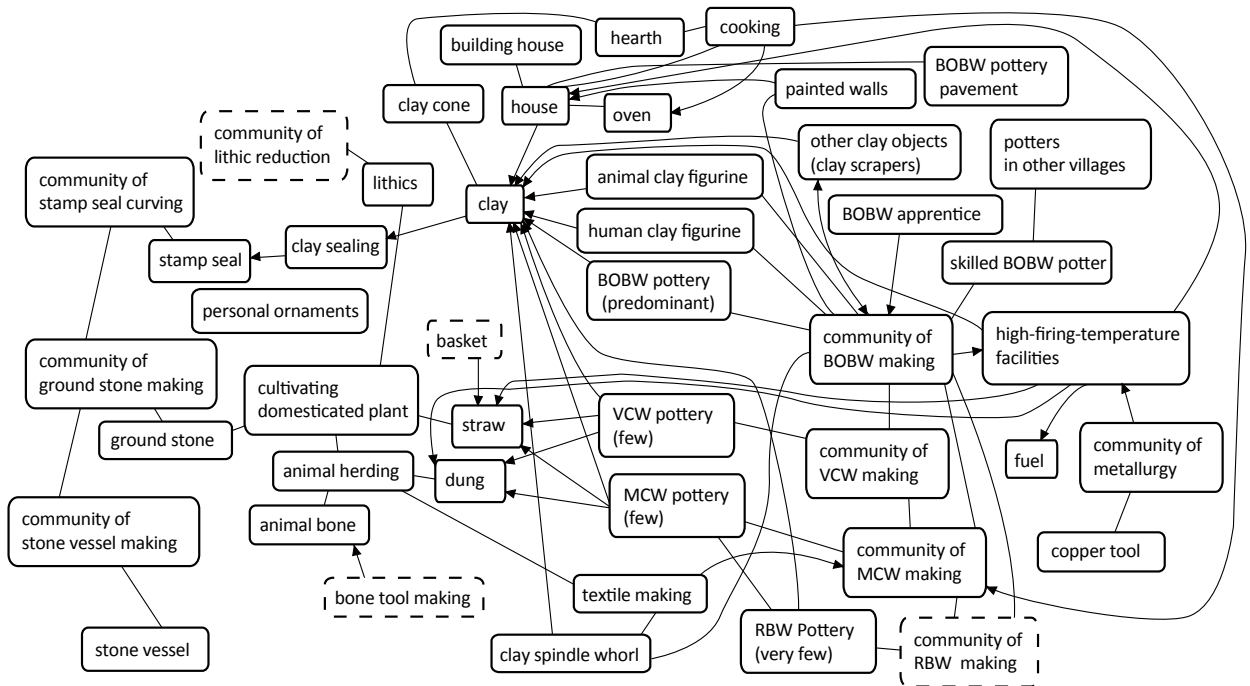 cooking
hearth
building house
BOBW pottery
pavement
painted walls
clay cone
house
oven
community of
lithic reduction
other clay objects
(clay scrapers)
potters
in other villages
community of
stamp seal curving
lithics
animal clay figurine
clay
BOBW apprentice
human clay figurine
clay sealing
stamp seal
skilled BOBW potter
BOBW pottery
(predominant)
personal ornaments
community of
BOBW making
high-firing-temperature
facilities
basket
community of
ground stone making
cultivating
domesticated plant
straw
VCW pottery
(few)
ground stone
community of
VCW making
fuel
community of
metallurgy
animal herding
dung
MCW pottery
(few)
community of
stone vessel making
animal bone
community of
MCW making
copper tool
bone tool making
textile making
RBW Pottery
(very few)
community of
RBW making
stone vessel
clay spindle whorl